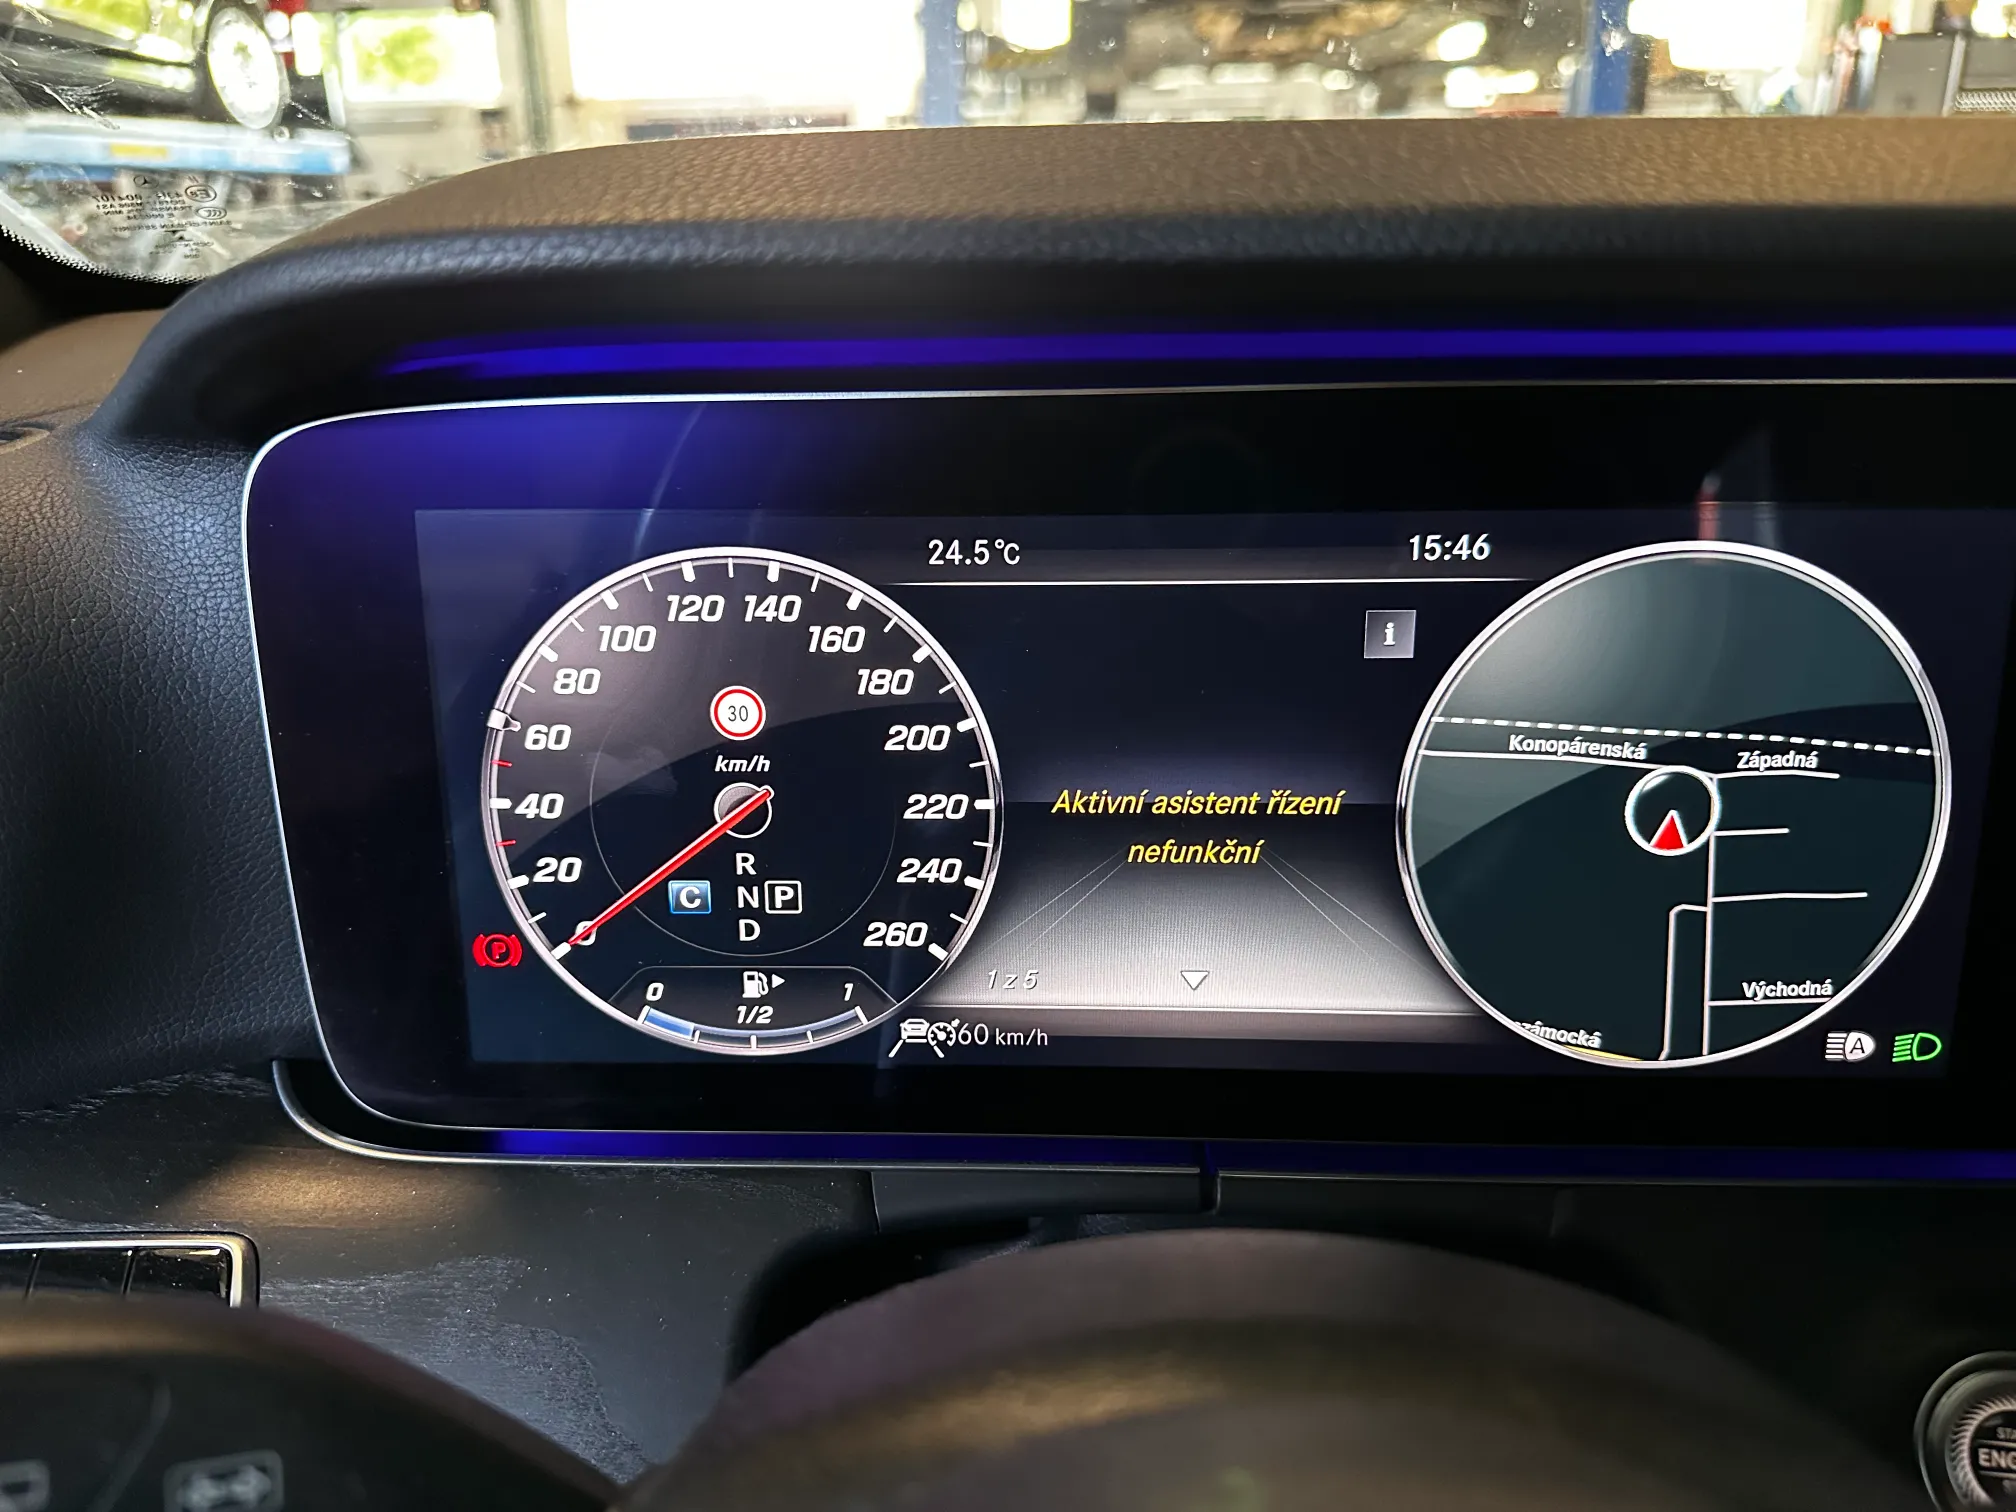 24.5°C
15:46
i
120 140
100 160
80 180
30
60 200
km/h
Konopárenská
Západná
40 220
Aktivní asistent řízení
nefunkční
20 240
R
C N P
D
0 260
P
1 z 5
Východná
0 1
1/2
60 km/h
zámocká
A